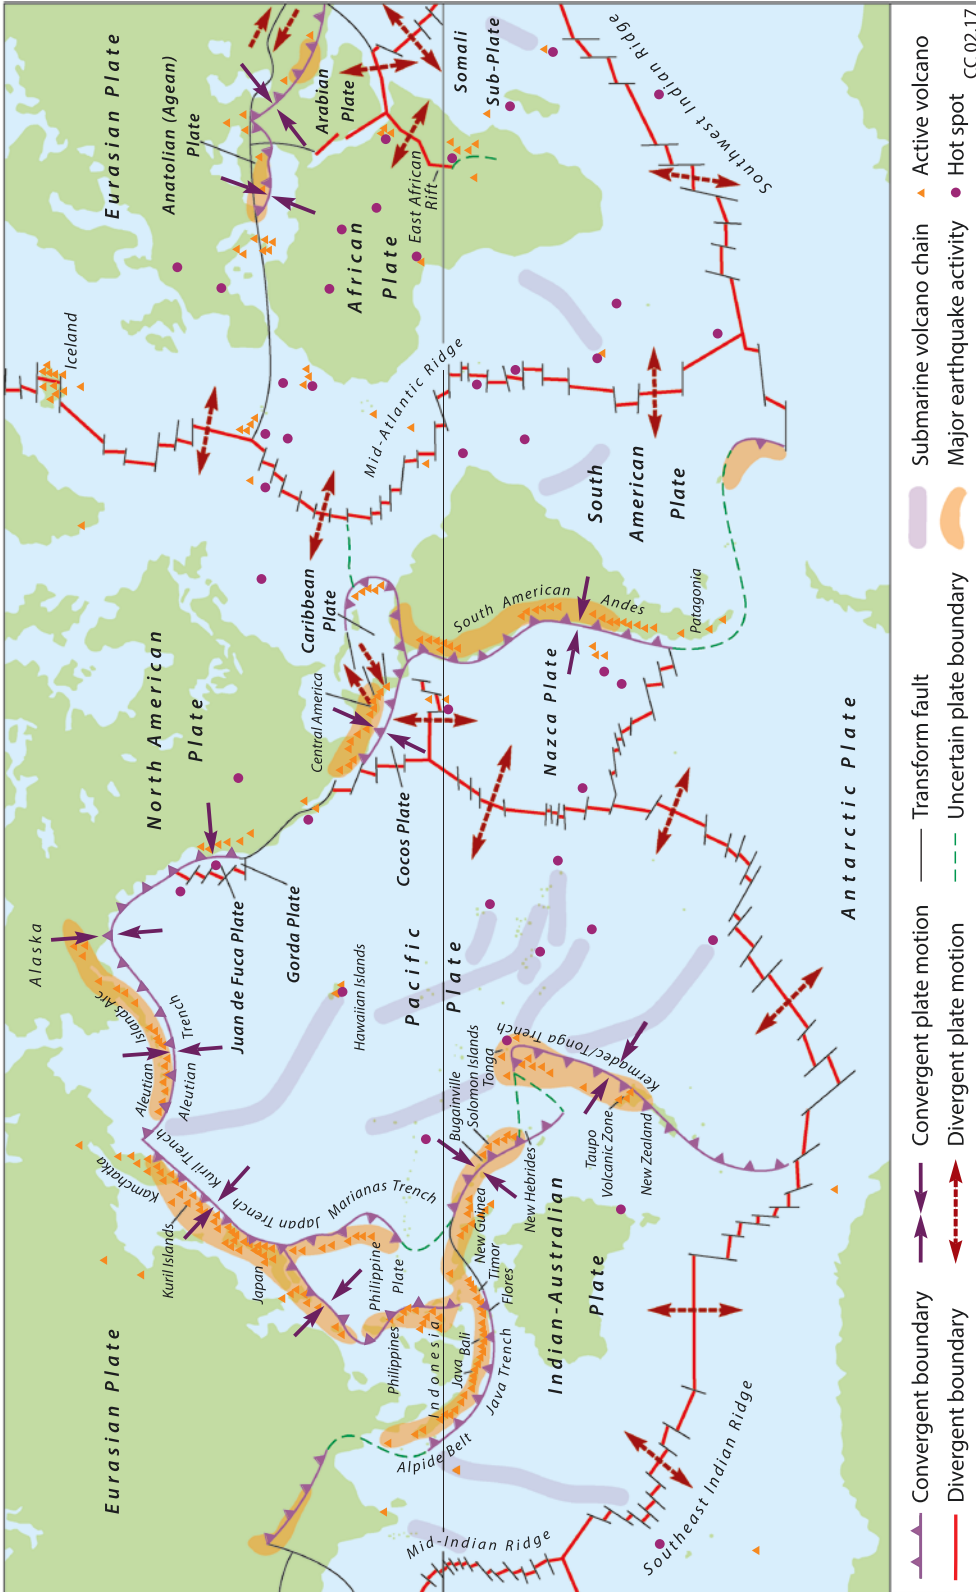 Eurasian Plate
Alpide Belt
Mid-Indian Ridge
Southeast Indian Ridge
Indonesia
Java
Bali
Java Trench
Flores
Timor
New Guinea
Philippines
Philippine
Plate
Japan
Kuril Islands
Kamchatka
Kuril Trench
Japan Trench
Marianas Trench
Indian-Australian
Plate
New Hebrides
Bugainville
Solomon Islands
Tonga
Kermadec/Tonga Trench
Taupo
Volcanic Zone
New Zealand
Aleutian
Islands Arc
Aleutian
Trench
Alaska
Juan de Fuca Plate
Gorda Plate
Hawaiian Islands
Pacific
Plate
Antarctic Plate
North American
Plate
Cocos Plate
Central America
Caribbean
Plate
Nazca Plate
South American
Andes
Patagonia
South
American
Plate
Mid-Atlantic Ridge
Iceland
Eurasian Plate
Anatolian (Agean)
Plate
Arabian
Plate
African
Plate
East African
Rift
Somali
Sub-Plate
Southwest Indian Ridge
Convergent boundary
Convergent plate motion
Transform fault
Submarine volcano chain
Active volcano
Divergent boundary
Divergent plate motion
Uncertain plate boundary
Major earthquake activity
Hot spot
CC 02.17